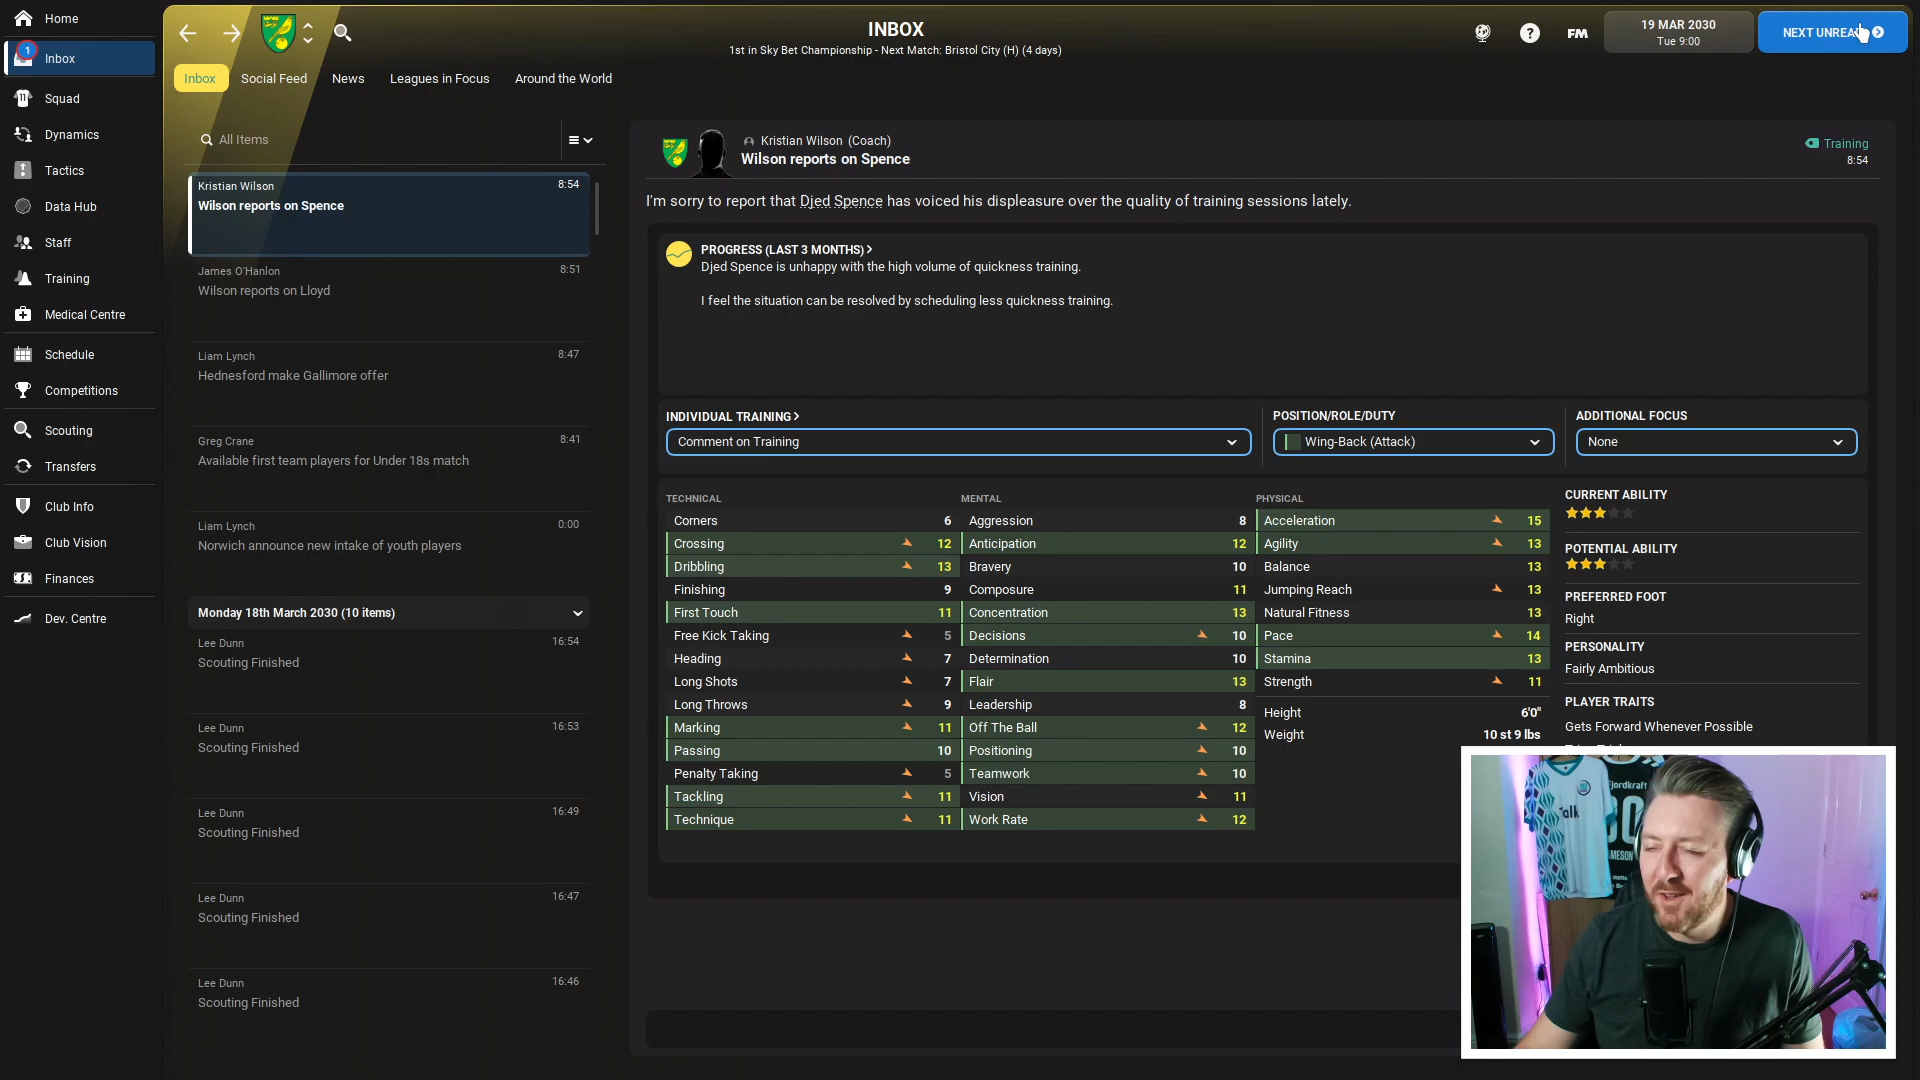 Home
1
Inbox
Squad
Dynamics
Tactics
Data Hub
Staff
Training
Medical Centre
Schedule
Competitions
Scouting
Transfers
Club Info
Club Vision
Finances
Dev. Centre
INBOX
1st in Sky Bet Championship - Next Match: Bristol City (H) (4 days)
FM
19 MAR 2030
Tue 9:00
NEXT UNREA
Inbox
Social Feed
News
Leagues in Focus
Around the World
All Items
Kristian Wilson 8:54
Wilson reports on Spence
James O'Hanlon 8:51
Wilson reports on Lloyd
Liam Lynch 8:47
Hednesford make Gallimore offer
Greg Crane 8:41
Available first team players for Under 18s match
Liam Lynch 0:00
Norwich announce new intake of youth players
Monday 18th March 2030 (10 items)
Lee Dunn 16:54
Scouting Finished
Lee Dunn 16:53
Scouting Finished
Lee Dunn 16:49
Scouting Finished
Lee Dunn 16:47
Scouting Finished
Lee Dunn 16:46
Scouting Finished
Kristian Wilson (Coach)
Wilson reports on Spence
Training
8:54
I'm sorry to report that Djed Spence has voiced his displeasure over the quality of training sessions lately.
PROGRESS (LAST 3 MONTHS)
Djed Spence is unhappy with the high volume of quickness training.
I feel the situation can be resolved by scheduling less quickness training.
INDIVIDUAL TRAINING
Comment on Training
POSITION/ROLE/DUTY
Wing-Back (Attack)
ADDITIONAL FOCUS
None
TECHNICAL
Corners 6
Crossing 12
Dribbling 13
Finishing 9
First Touch 11
Free Kick Taking 5
Heading 7
Long Shots 7
Long Throws 9
Marking 11
Passing 10
Penalty Taking 5
Tackling 11
Technique 11
MENTAL
Aggression 8
Anticipation 12
Bravery 10
Composure 11
Concentration 13
Decisions 10
Determination 10
Flair 13
Leadership 8
Off The Ball 12
Positioning 10
Teamwork 10
Vision 11
Work Rate 12
PHYSICAL
Acceleration 15
Agility 13
Balance 13
Jumping Reach 13
Natural Fitness 13
Pace 14
Stamina 13
Strength 11
Height 6'0"
Weight 10 st 9 lbs
CURRENT ABILITY
POTENTIAL ABILITY
PREFERRED FOOT
Right
PERSONALITY
Fairly Ambitious
PLAYER TRAITS
Gets Forward Whenever Possible
Talk
Fjordkraft